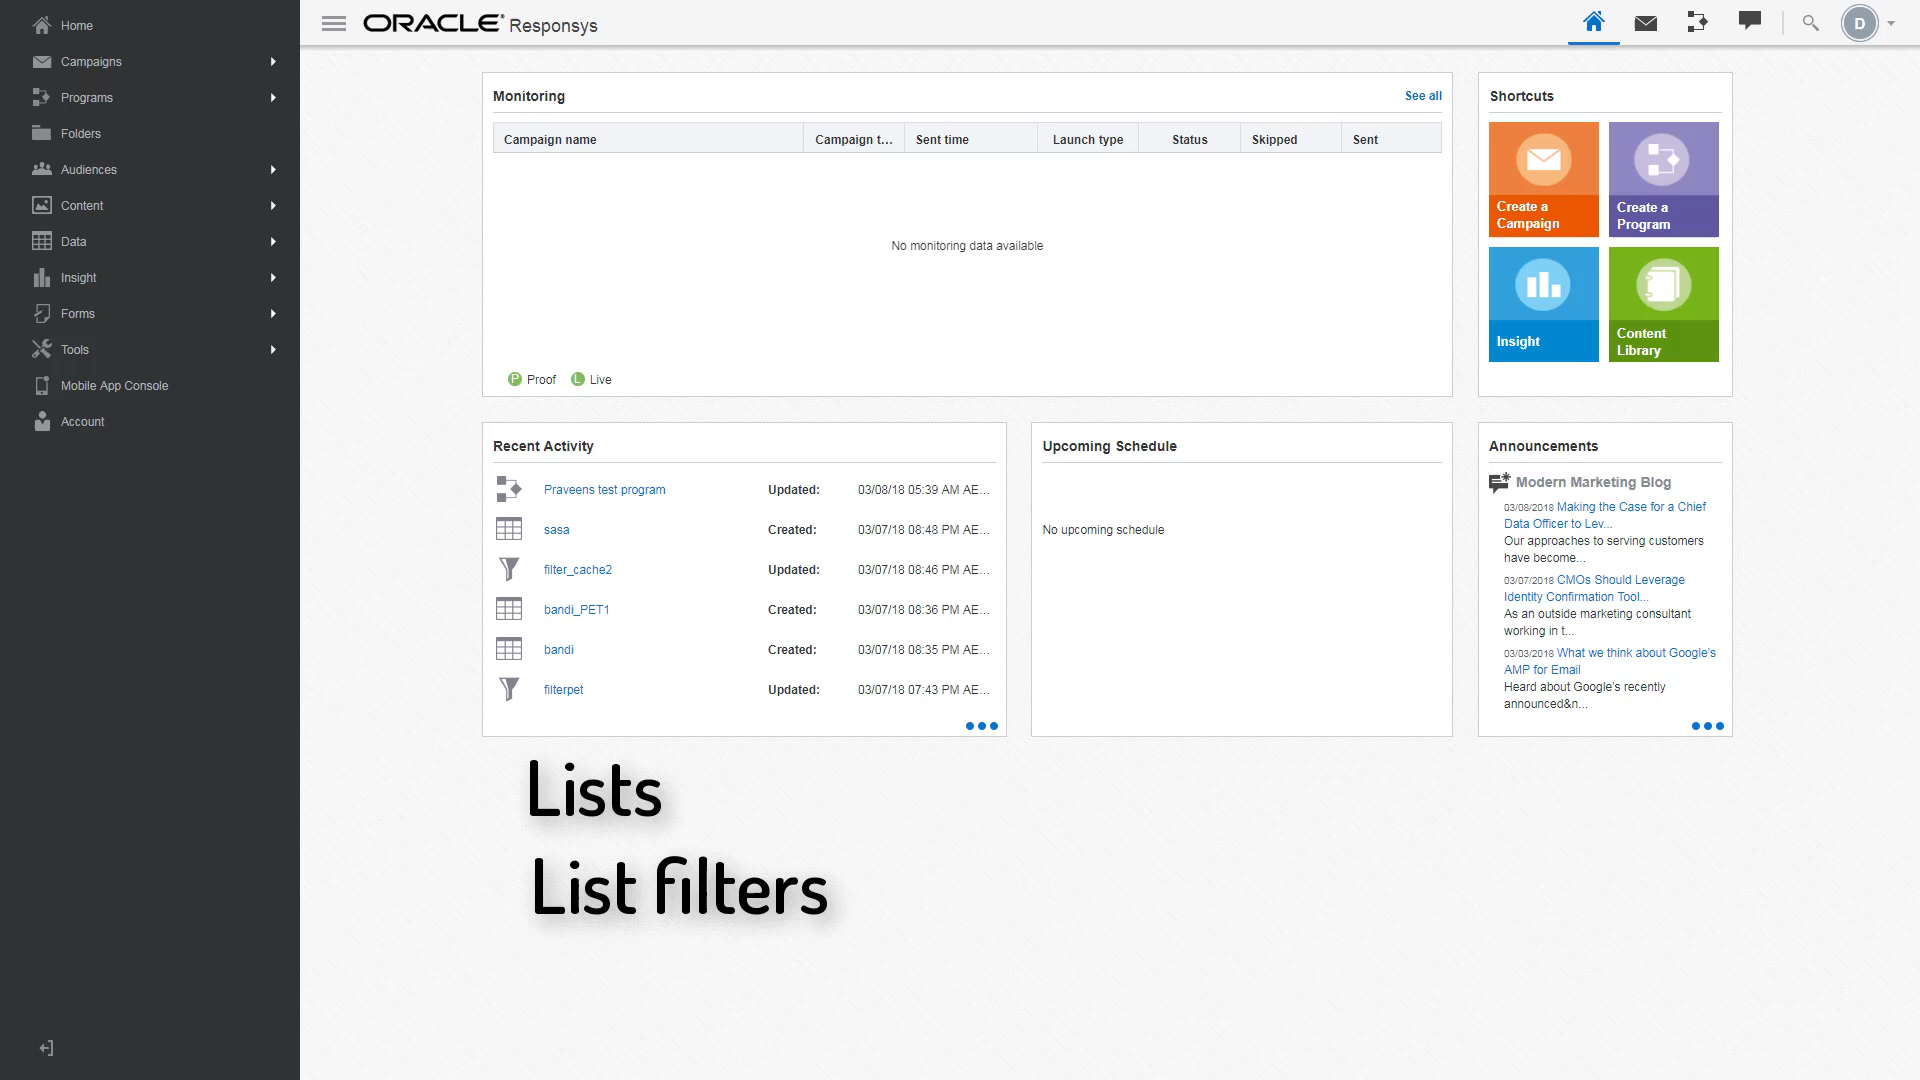 Home
Campaigns
Programs
Folders
Audiences
Content
Data
Insight
Forms
Tools
Mobile App Console
Account
ORACLE® Responsys
D
Monitoring
See all
Campaign name
Campaign t...
Sent time
Launch type
Status
Skipped
Sent
No monitoring data available
P Proof
L Live
Shortcuts
Create a
Campaign
Create a
Program
Insight
Content
Library
Recent Activity
Praveens test program Updated: 03/08/18 05:39 AM AE...
sasa Created: 03/07/18 08:48 PM AE...
filter_cache2 Updated: 03/07/18 08:46 PM AE...
bandi_PET1 Created: 03/07/18 08:36 PM AE...
bandi Created: 03/07/18 08:35 PM AE...
filterpet Updated: 03/07/18 07:43 PM AE...
Upcoming Schedule
No upcoming schedule
Announcements
Modern Marketing Blog
03/08/2018 Making the Case for a Chief
Data Officer to Lev...
Our approaches to serving customers
have become...
03/07/2018 CMOs Should Leverage
Identity Confirmation Tool...
As an outside marketing consultant
working in t...
03/03/2018 What we think about Google's
AMP for Email
Heard about Google's recently
announced&n...
Lists
List filters